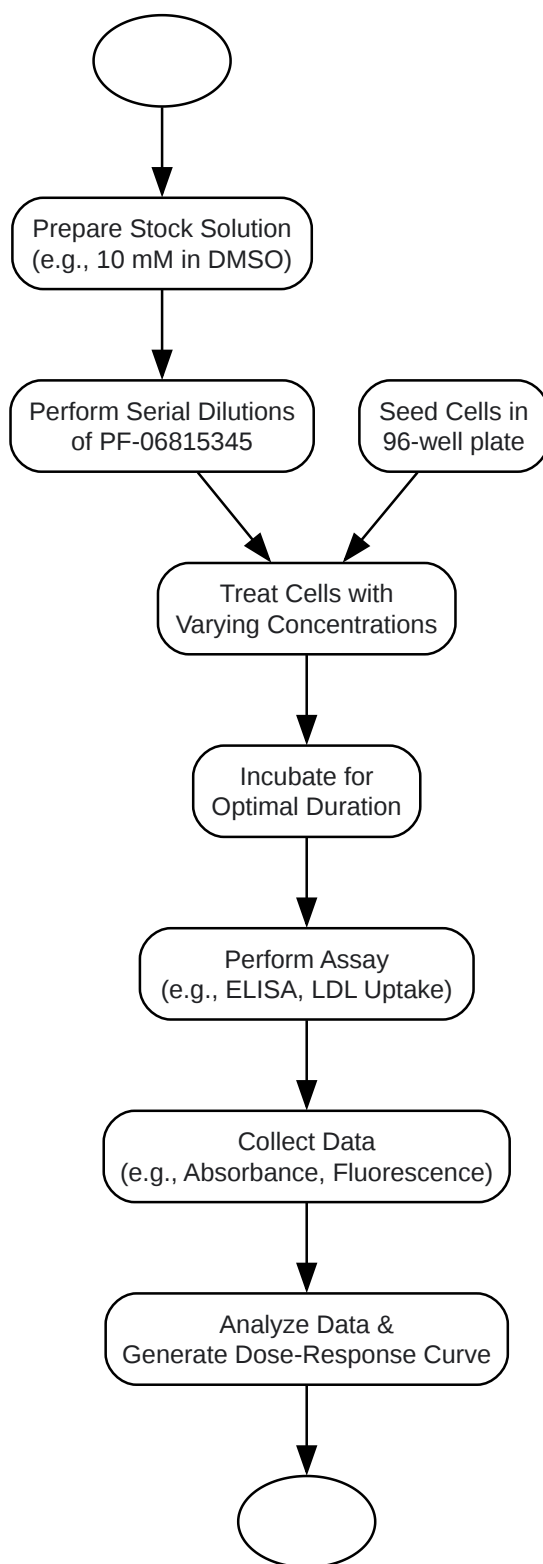 Prepare Stock Solution
(e.g., 10 mM in DMSO)
Perform Serial Dilutions
of PF-06815345
Seed Cells in
96-well plate
Treat Cells with
Varying Concentrations
Incubate for
Optimal Duration
Perform Assay
(e.g., ELISA, LDL Uptake)
Collect Data
(e.g., Absorbance, Fluorescence)
Analyze Data &
Generate Dose-Response Curve